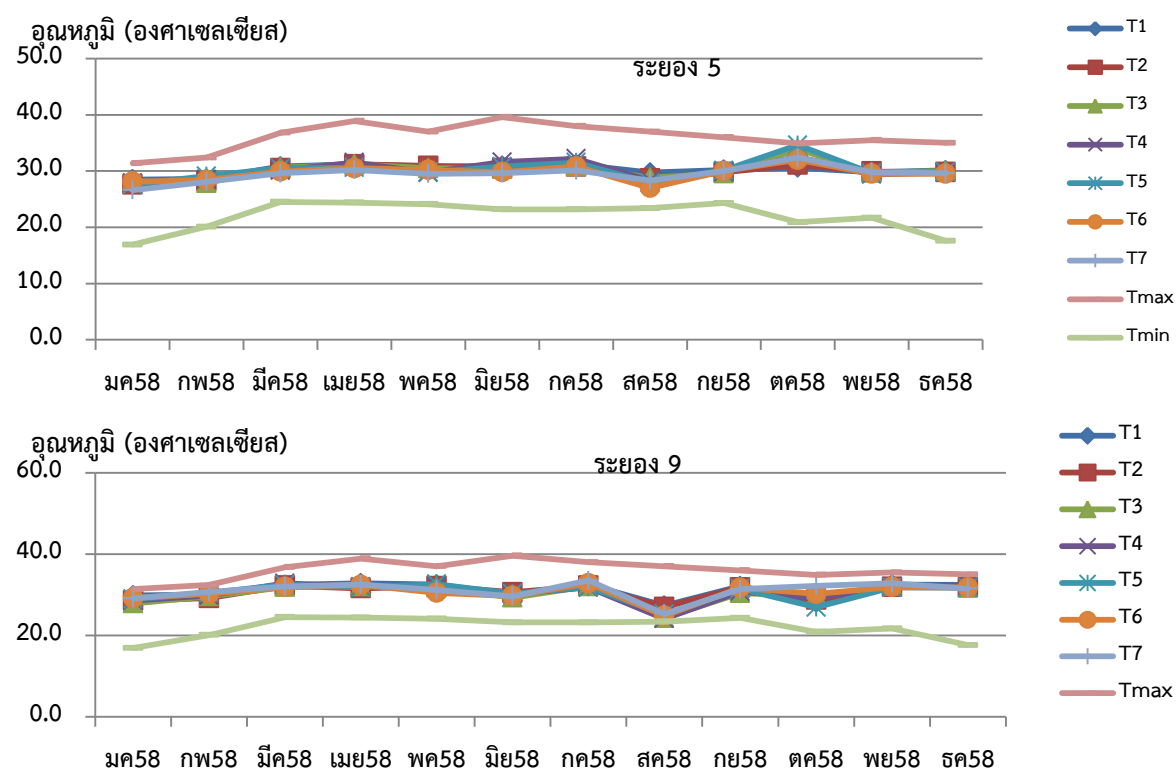 อุณหภูมิ (องศาเซลเซียส)
ระยอง 5
50.0
40.0
30.0
20.0
10.0
0.0
มค58 กพ58 มีค58 เมย58 พค58 มิย58 กค58 สค58 กย58 ตค58 พย58 ธค58
T1
T2
T3
T4
T5
T6
T7
Tmax
Tmin
อุณหภูมิ (องศาเซลเซียส)
ระยอง 9
60.0
40.0
20.0
0.0
มค58 กพ58 มีค58 เมย58 พค58 มิย58 กค58 สค58 กย58 ตค58 พย58 ธค58
T1
T2
T3
T4
T5
T6
T7
Tmax